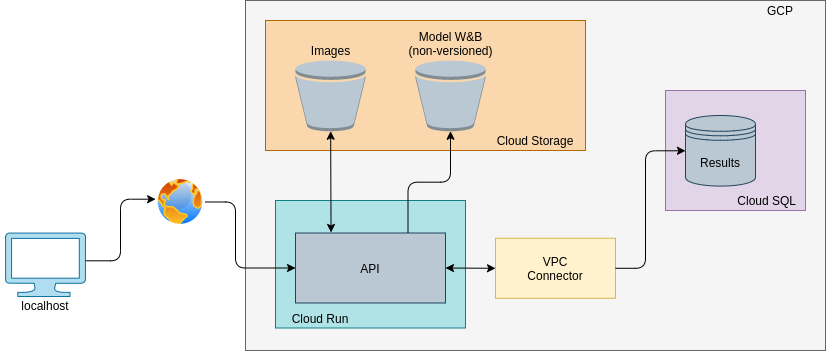 GCP
Images
Model W&B
(non-versioned)
Cloud Storage
Results
Cloud SQL
API
VPC
Connector
Cloud Run
localhost